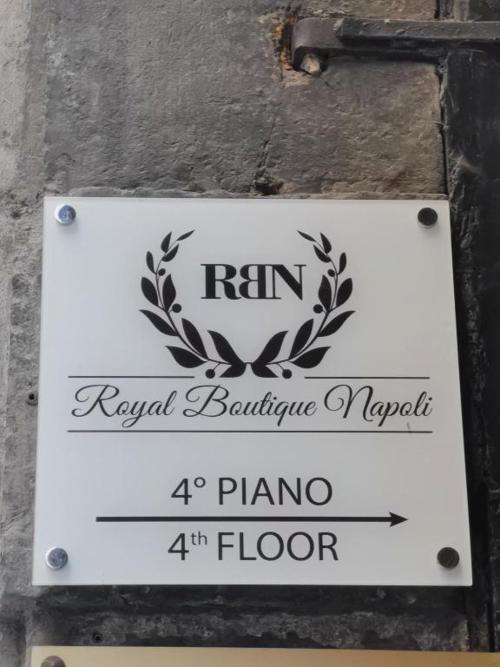 RBN
Royal Boutique Napoli
4° PIANO
4th FLOOR